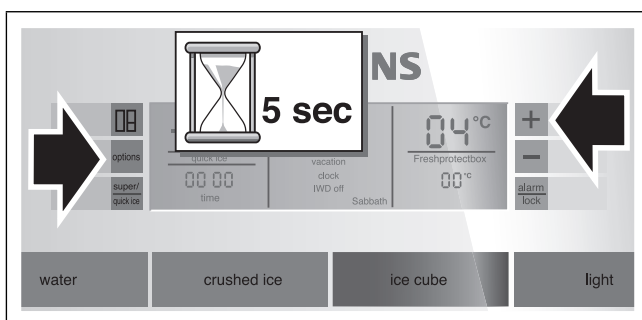 NS
5 sec
04 °C
+
options
quick ice
vacation
Freshprotectbox
−
super/
quick ice
00 00
clock
00 °C
alarm
lock
time
IWD off
Sabbath
water
crushed ice
ice cube
light